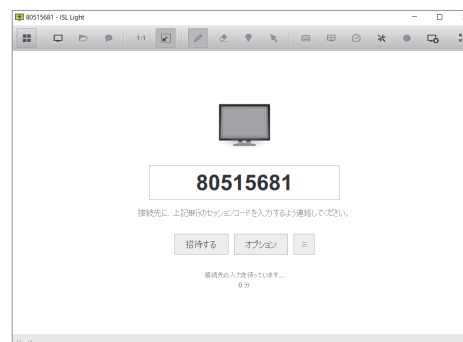 80515681 - ISL Light
1:1
80515681
接続先に、上記8桁のセッションコードを入力するよう連絡してください。
招待する
オプション
接続先の入力を待っています...
0 分